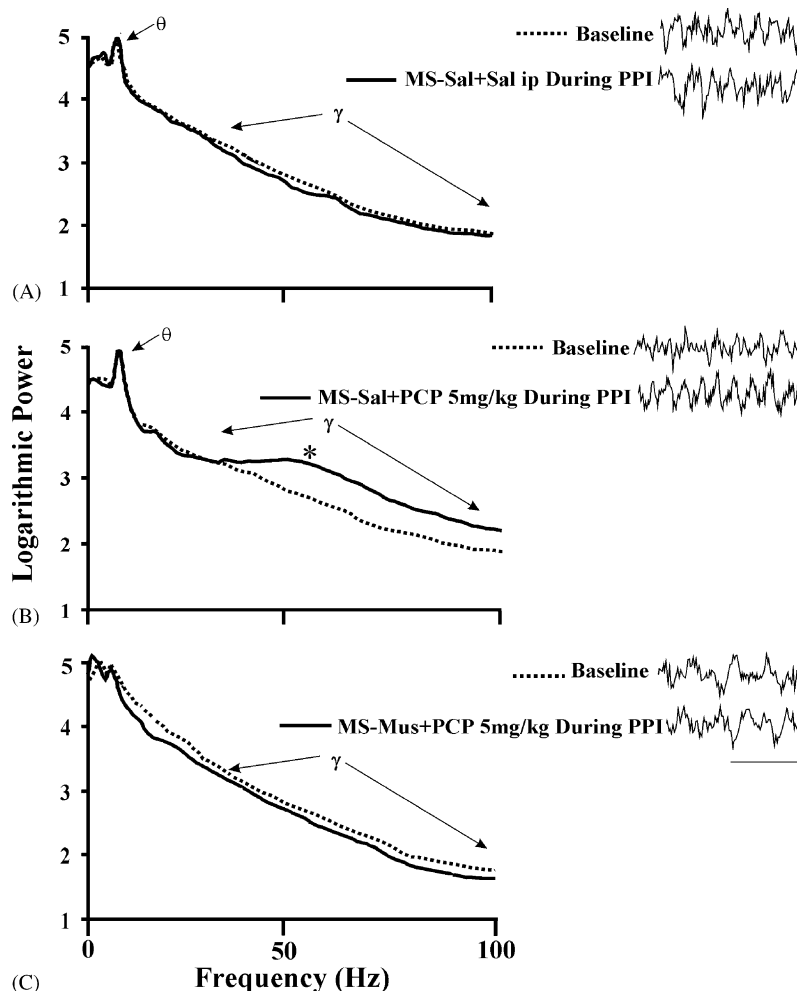 θ
Baseline
5
MS-Sal+Sal ip During PPI
4
γ
3
2
(A) 1
θ
Baseline
5
MS-Sal+PCP 5mg/kg During PPI
4
γ
*
3
2
(B) 1
Logarithmic Power
Baseline
5
MS-Mus+PCP 5mg/kg During PPI
4
γ
3
2
1
0 50 100
(C) Frequency (Hz)